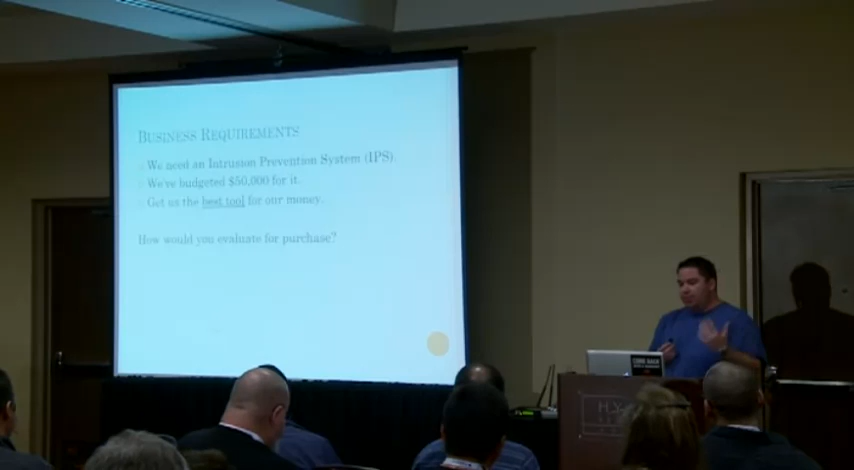 BUSINESS REQUIREMENTS
We need an Intrusion Prevention System (IPS).
We've budgeted $50,000 for it.
Get us the best tool for our money.
How would you evaluate for purchase?